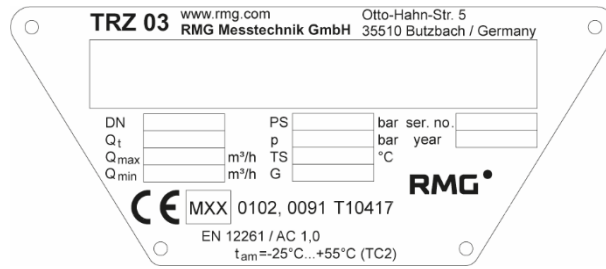 TRZ 03 www.rmg.com Otto-Hahn-Str. 5
RMG Messtechnik GmbH 35510 Butzbach / Germany
DN PS bar ser. no.
Qt p bar year
Qmax m³/h TS °C
Qmin m³/h G
RMG
CE MXX 0102, 0091 T10417
EN 12261 / AC 1,0
tam=-25°C...+55°C (TC2)